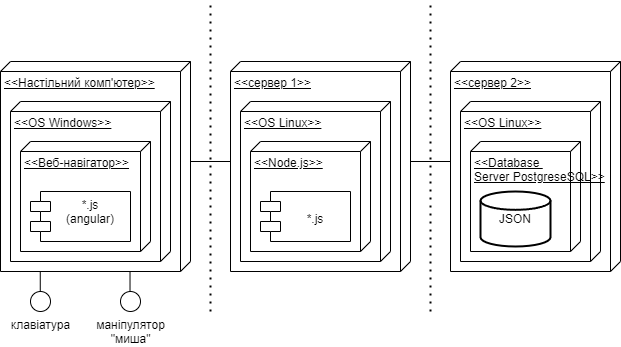 <<Настільний комп'ютер>>
<<OS Windows>>
<<Веб-навігатор>>
*.js
(angular)
клавіатура
маніпулятор
"миша"
<<сервер 1>>
<<OS Linux>>
<<Node.js>>
*.js
<<сервер 2>>
<<OS Linux>>
<<Database
Server PostgreseSQL>>
JSON